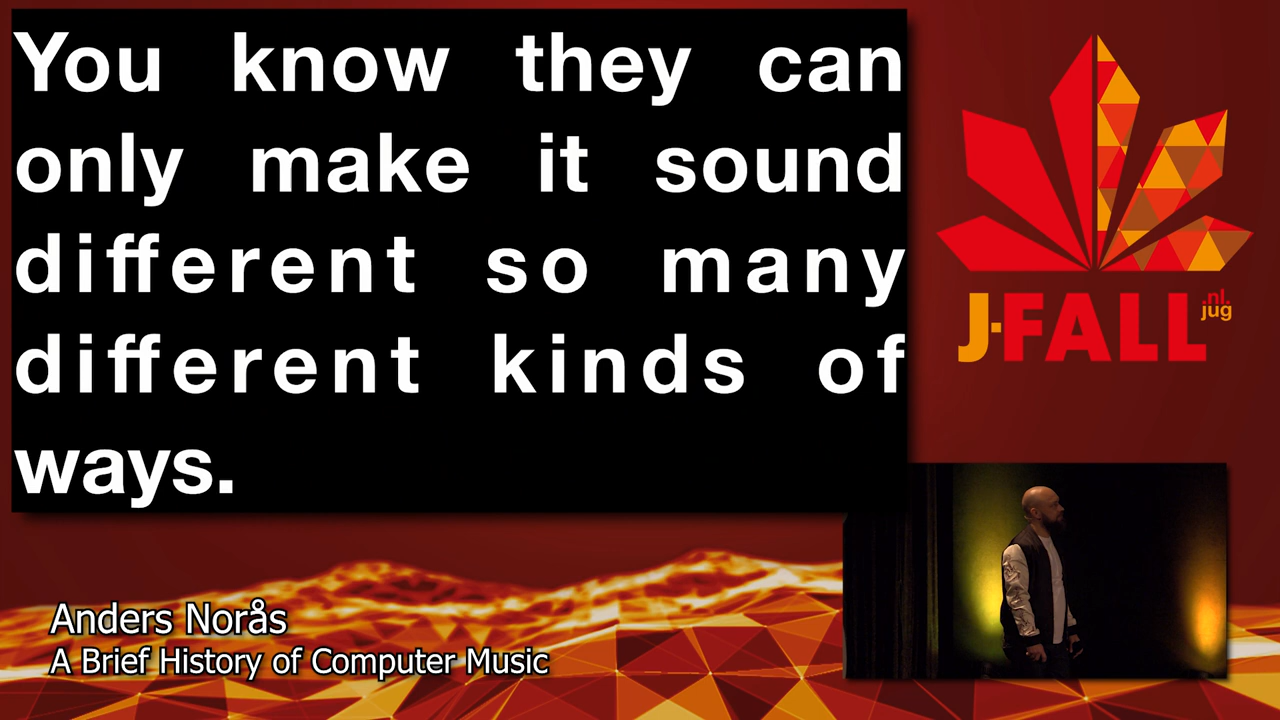 You know they can
only make it sound
different so many
different kinds of
ways.
J-FALL
nl.
jug
Anders Norås
A Brief History of Computer Music